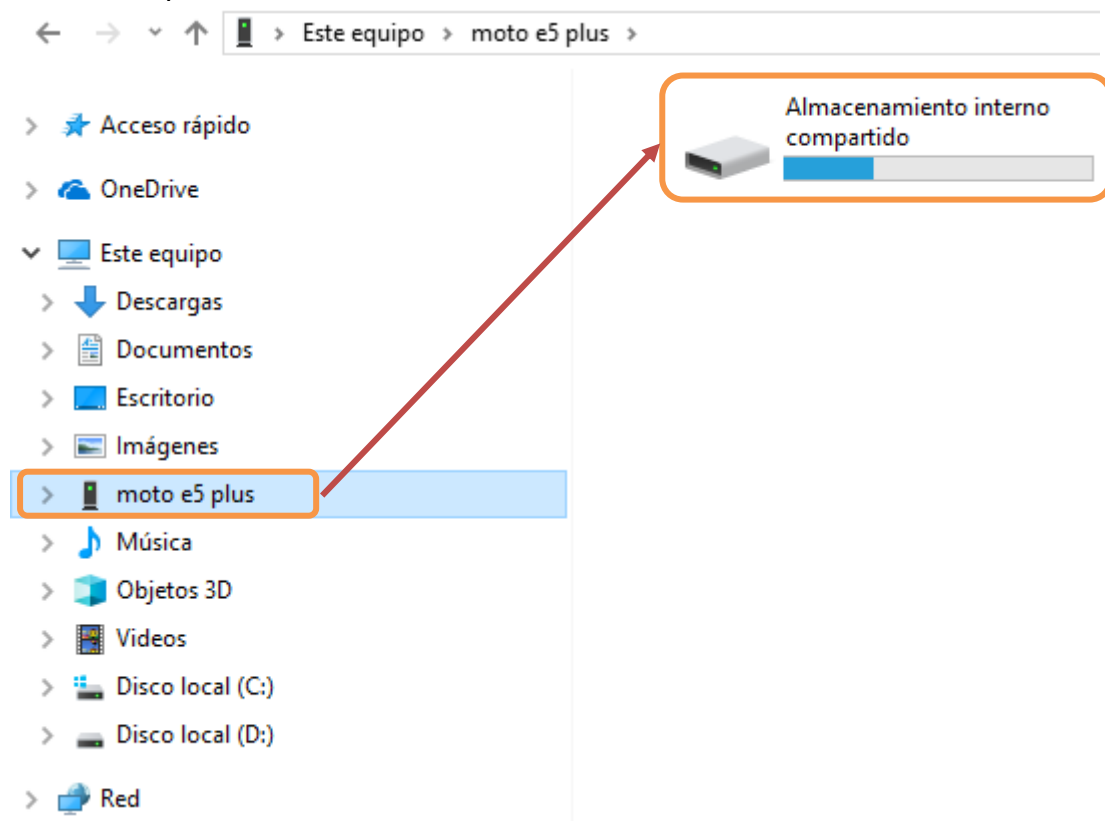 Este equipo > moto e5 plus >
Acceso rápido
OneDrive
Este equipo
Descargas
Documentos
Escritorio
Imágenes
moto e5 plus
Música
Objetos 3D
Videos
Disco local (C:)
Disco local (D:)
Red
Almacenamiento interno
compartido